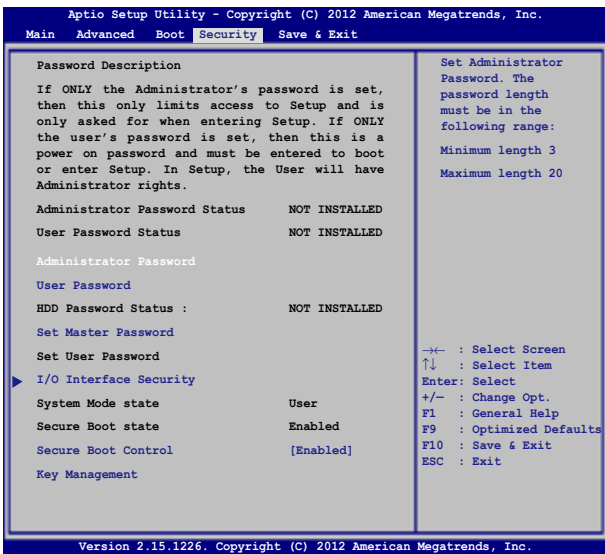 Aptio Setup Utility - Copyright (C) 2012 American Megatrends, Inc.
Main Advanced Boot Security Save & Exit
Password Description
If ONLY the Administrator's password is set,
then this only limits access to Setup and is
only asked for when entering Setup. If ONLY
the user's password is set, then this is a
power on password and must be entered to boot
or enter Setup. In Setup, the User will have
Administrator rights.
Administrator Password Status NOT INSTALLED
User Password Status NOT INSTALLED
Administrator Password
User Password
HDD Password Status : NOT INSTALLED
Set Master Password
Set User Password
I/O Interface Security
System Mode state User
Secure Boot state Enabled
Secure Boot Control [Enabled]
Key Management
Set Administrator
Password. The
password length
must be in the
following range:
Minimum length 3
Maximum length 20
→← : Select Screen
↑↓ : Select Item
Enter: Select
+/— : Change Opt.
F1 : General Help
F9 : Optimized Defaults
F10 : Save & Exit
ESC : Exit
Version 2.15.1226. Copyright (C) 2012 American Megatrends, Inc.